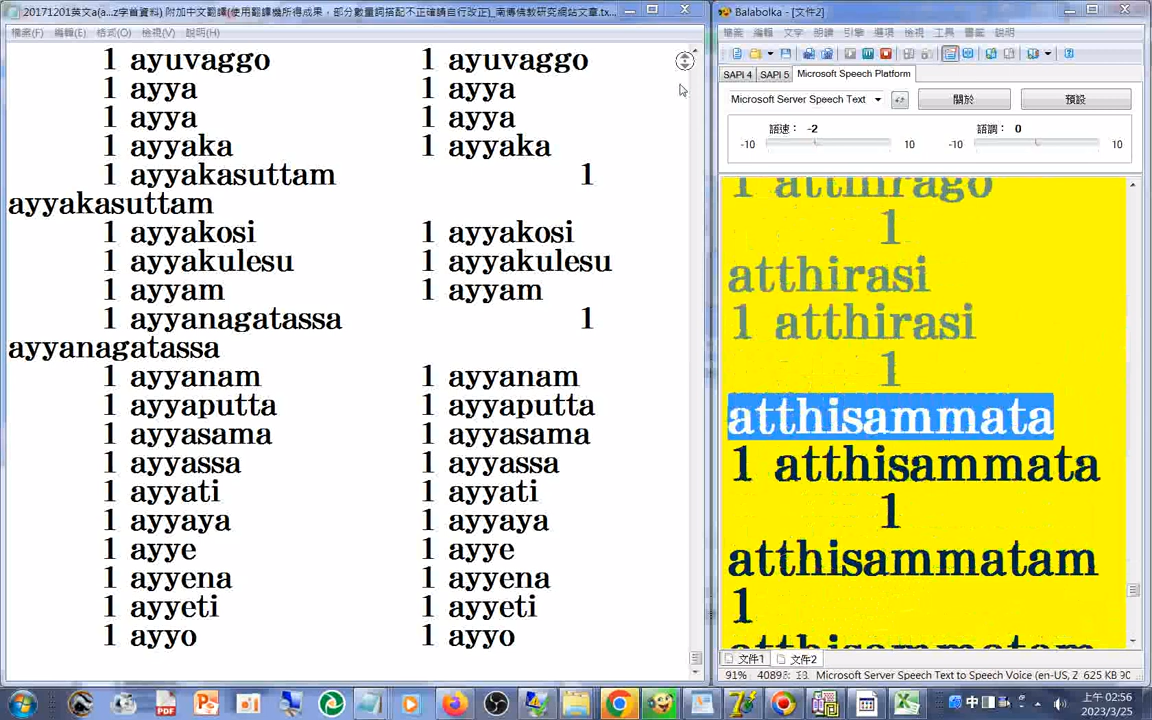 20171201英文a(a...z字首資料) 附加中文翻譯(使用翻譯機所得成果，部分數量詞搭配不正確請自行改正)_南傳佛教研究網站文章.tx...
檔案(F) 編輯(E) 格式(O) 檢視(V) 說明(H)
1 ayuvaggo 1 ayuvaggo
1 ayya 1 ayya
1 ayya 1 ayya
1 ayyaka 1 ayyaka
1 ayyakasuttam 1
ayyakasuttam
1 ayyakosi 1 ayyakosi
1 ayyakulesu 1 ayyakulesu
1 ayyam 1 ayyam
1 ayyanagatassa 1
ayyanagatassa
1 ayyanam 1 ayyanam
1 ayyaputta 1 ayyaputta
1 ayyasama 1 ayyasama
1 ayyassa 1 ayyassa
1 ayyati 1 ayyati
1 ayyaya 1 ayyaya
1 ayye 1 ayye
1 ayyena 1 ayyena
1 ayyeti 1 ayyeti
1 ayyo 1 ayyo
Balabolka - [文件2]
檔案 編輯 文字 朗讀 引擎 選項 檢視 工具 書籤 說明
SAPI 4 SAPI 5 Microsoft Speech Platform
Microsoft Server Speech Text 關於 預設
語速： -2 語調： 0
-10 10 -10 10
1 atthirago
1
atthirasi
1 atthirasi
1
atthisammata
1 atthisammata
1
atthisammatam
1
atthisammatam
文件1 文件2
91% Microsoft Server Speech Text to Speech Voice (en-US, Z 625 KB
中
上午 02:56
2023/3/25